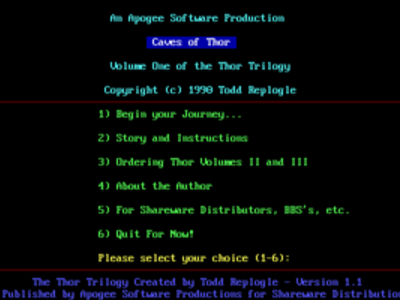 An Apogee Software Production
Caves of Thor
Volume One of the Thor Trilogy
Copyright (c) 1990 Todd Replogle
1) Begin your Journey...
2) Story and Instructions
3) Ordering Thor Volumes II and III
4) About the Author
5) For Shareware Distributors, BBS's, etc.
6) Quit For Now!
Please select your choice (1-6):
The Thor Trilogy Created by Todd Replogle - Version 1.1
Published by Apogee Software Productions for Shareware Distributio